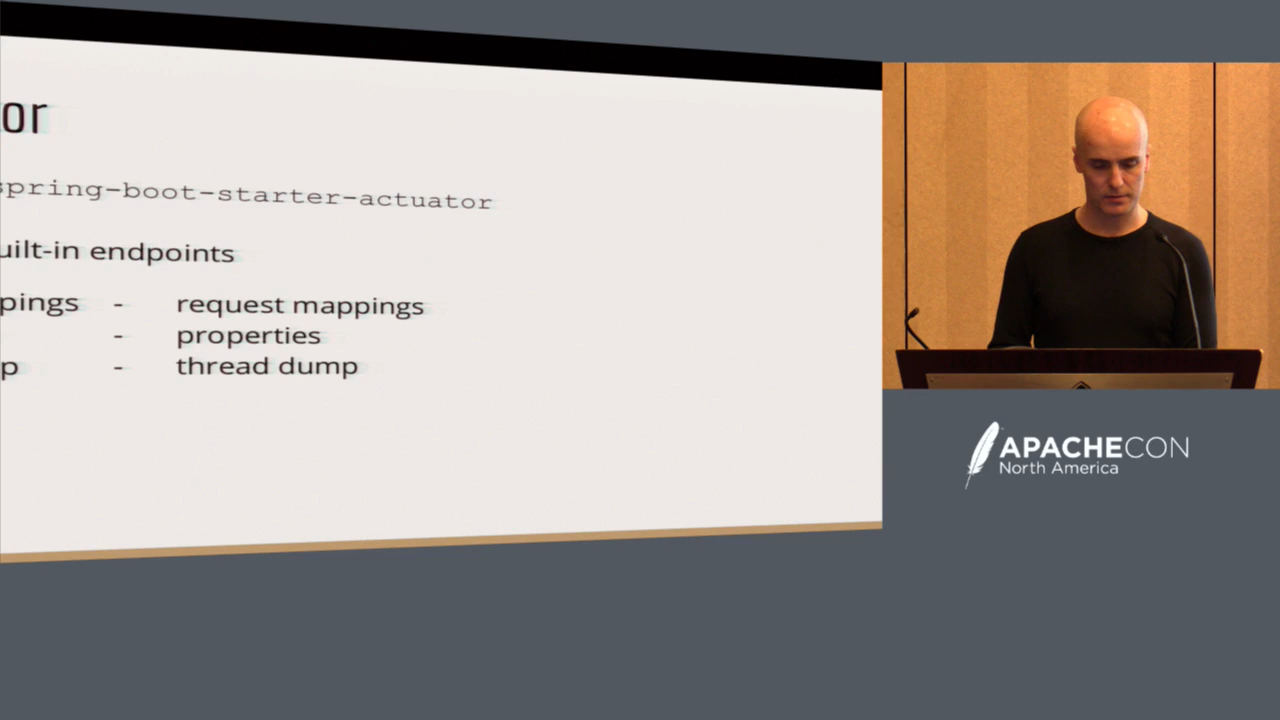 or
spring-boot-starter-actuator
uilt-in endpoints
pings - request mappings
- properties
p - thread dump
APACHECON
North America